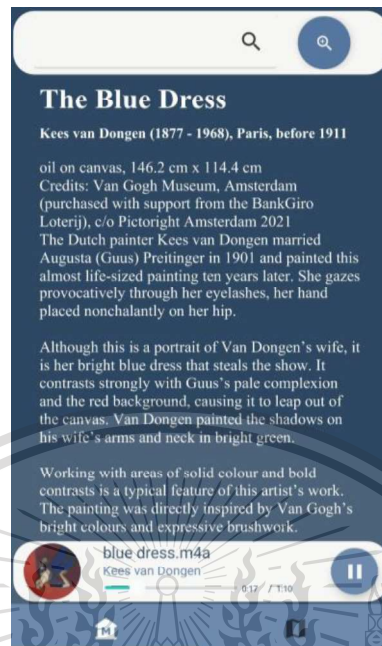 The Blue Dress
Kees van Dongen (1877 - 1968), Paris, before 1911
oil on canvas, 146.2 cm x 114.4 cm
Credits: Van Gogh Museum, Amsterdam
(purchased with support from the BankGiro
Loterij), c/o Pictoright Amsterdam 2021
The Dutch painter Kees van Dongen married
Augusta (Guus) Preitinger in 1901 and painted this
almost life-sized painting ten years later. She gazes
provocatively through her eyelashes, her hand
placed nonchalantly on her hip.
Although this is a portrait of Van Dongen's wife, it
is her bright blue dress that steals the show. It
contrasts strongly with Guus's pale complexion
and the red background, causing it to leap out of
the canvas. Van Dongen painted the shadows on
his wife's arms and neck in bright green.
Working with areas of solid colour and bold
contrasts is a typical feature of this artist's work.
The painting was directly inspired by Van Gogh's
bright colours and expressive brushwork.
blue dress.m4a
Kees van Dongen
0:17 / 1:10
M